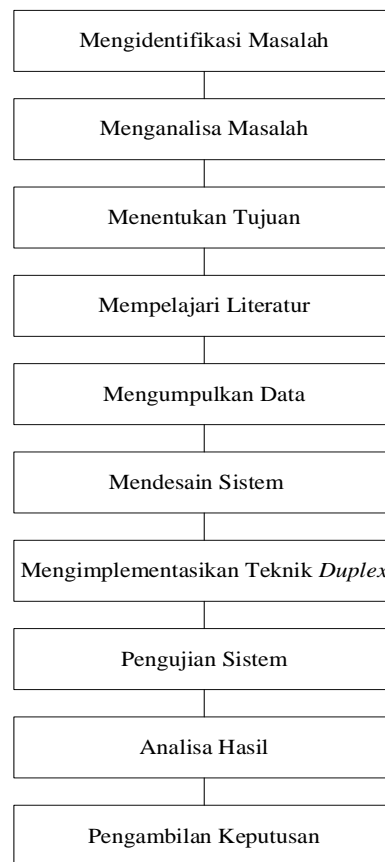 Mengidentifikasi Masalah
Menganalisa Masalah
Menentukan Tujuan
Mempelajari Literatur
Mengumpulkan Data
Mendesain Sistem
Mengimplementasikan Teknik Duplex
Pengujian Sistem
Analisa Hasil
Pengambilan Keputusan